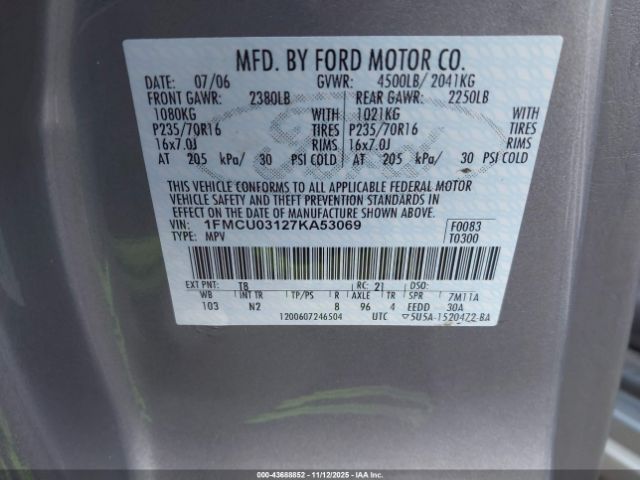 MFD. BY FORD MOTOR CO.
DATE: 07/06 GVWR: 4500LB/ 2041KG
FRONT GAWR: 2380LB REAR GAWR: 2250LB
1080KG WITH 1021KG WITH
P235/70R16 TIRES P235/70R16 TIRES
16x7.0J RIMS 16x7.0J RIMS
AT 205 kPa/ 30 PSI COLD AT 205 kPa/ 30 PSI COLD
THIS VEHICLE CONFORMS TO ALL APPLICABLE FEDERAL MOTOR
VEHICLE SAFETY AND THEFT PREVENTION STANDARDS IN
EFFECT ON THE DATE OF MANUFACTURE SHOWN ABOVE.
VIN: 1FMCU03127KA53069 F0083
TYPE: MPV T0300
EXT PNT: T8 RC: 21 DSO:
WB INT TR TP/PS R AXLE TR SPR 7M11A
103 N2 8 96 4 EEDD 30A
1200607246504 UTC 5U5A-1520472-BA
000-43688852 - 11/12/2025 - IAA